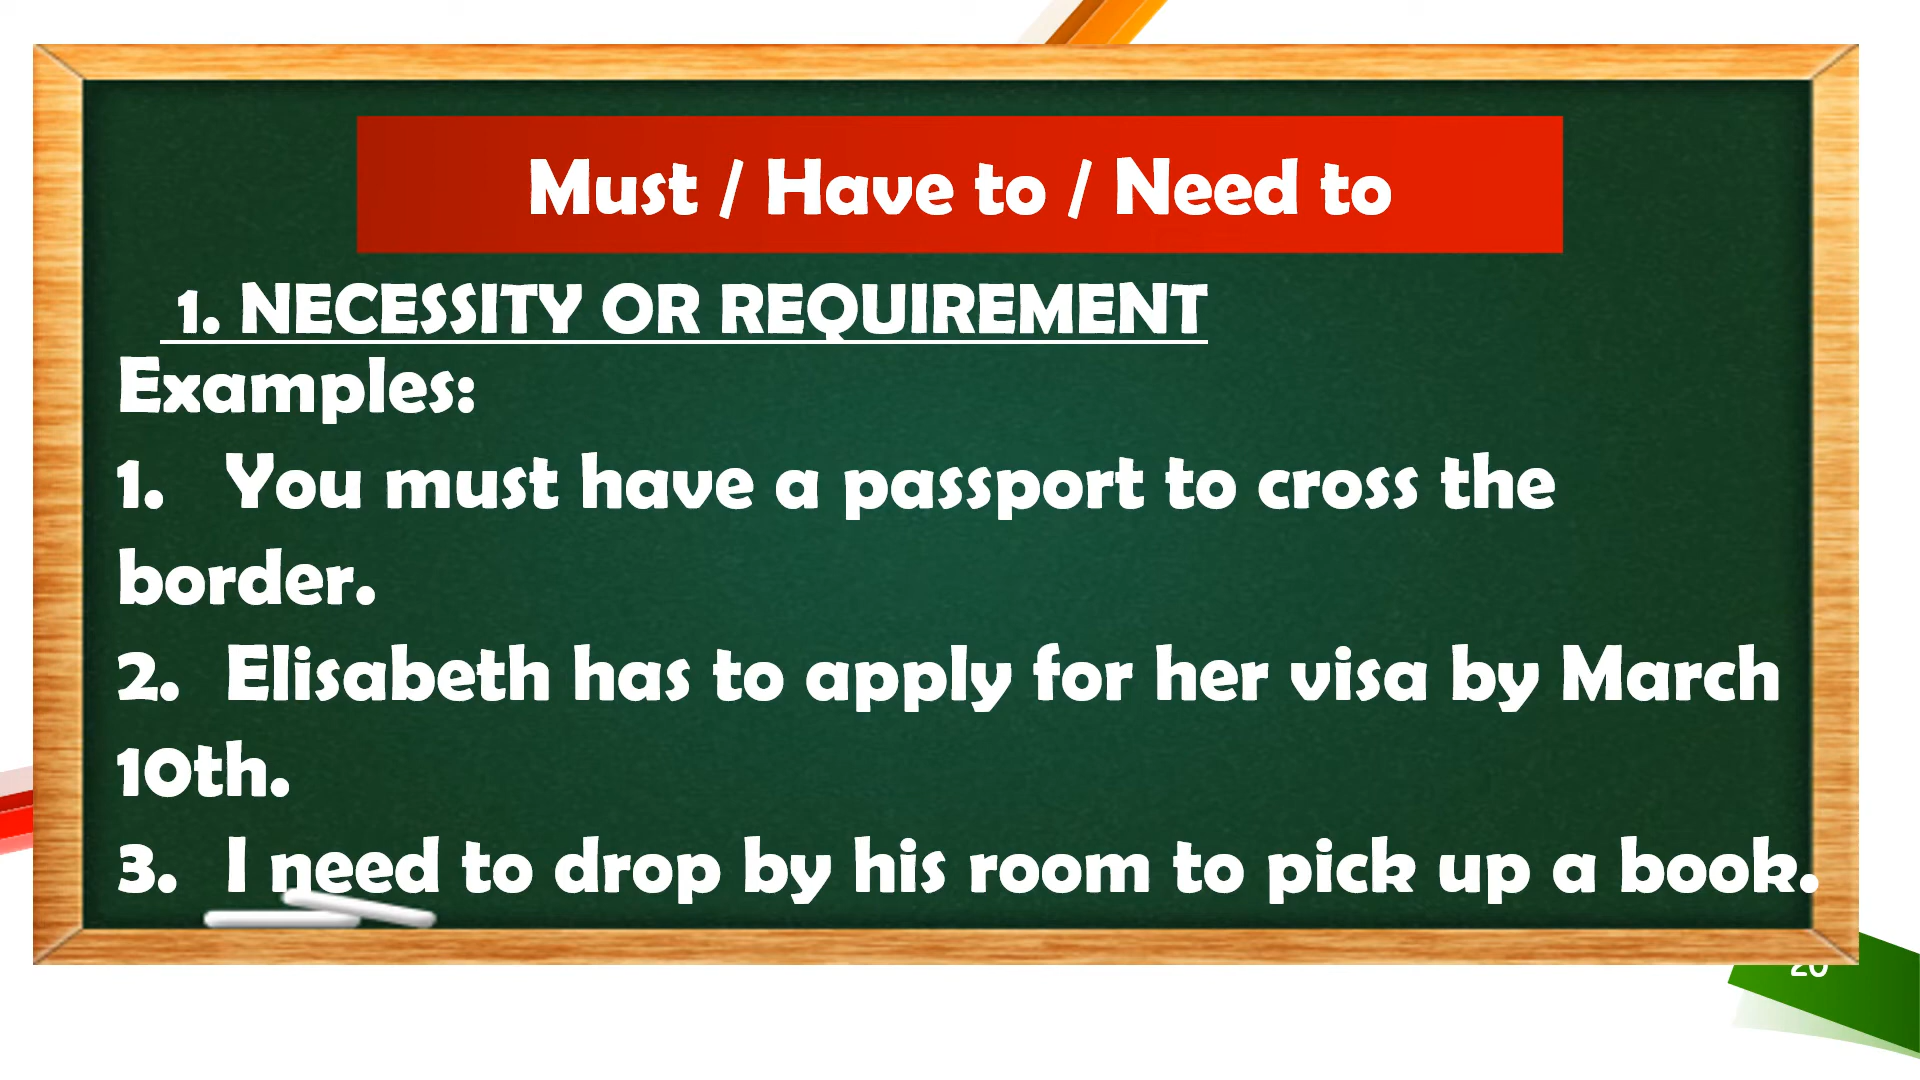 Must / Have to / Need to
1. NECESSITY OR REQUIREMENT
Examples:
1. You must have a passport to cross the
border.
2. Elisabeth has to apply for her visa by March
10th.
3. I need to drop by his room to pick up a book.
20